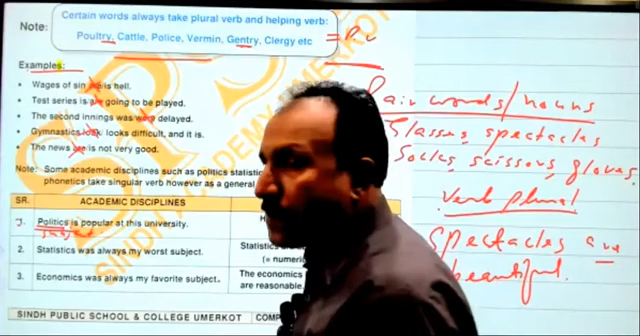 Certain words always take plural verb and helping verb:
Note:
Poultry, Cattle, Police, Vermin, Gentry, Clergy etc
Examples:
Wages of sin are is hell.
Test series is are going to be played.
The second innings was were delayed.
Gymnastics look looks difficult, and it is.
The news are is not very good.
Note: Some academic disciplines such as politics statisti
phonetics take singular verb however as a general
SR. ACADEMIC DISCIPLINES
1. Politics is popular at this university. H
2. Statistics was always my worst subject. Statistics
(= numeric
3. Economics was always my favorite subject. The economics
are reasonable.
SINDH PUBLIC SCHOOL & COLLEGE UMERKOT COMP
Pair words/nouns
Glasses, spectacles
Socks, scissors, gloves,
verb plural
Spectacles are
beautiful.